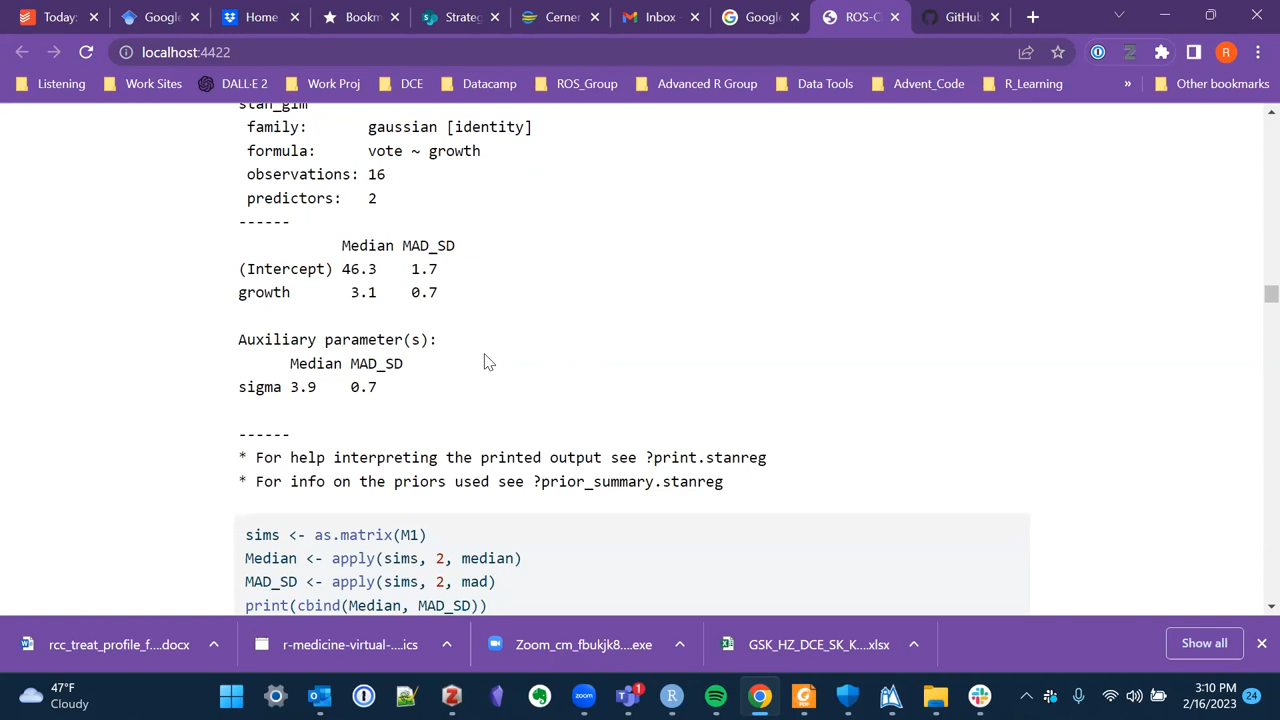 Today:
Google
Home
Bookm
Strateg
Cerner
Inbox
Google
ROS-C
GitHub
localhost:4422
R
Listening
Work Sites
DALL·E 2
Work Proj
DCE
Datacamp
ROS_Group
Advanced R Group
Data Tools
Advent_Code
R_Learning
»
Other bookmarks
stan_glm
family: gaussian [identity]
formula: vote ~ growth
observations: 16
predictors: 2
------
Median MAD_SD
(Intercept) 46.3 1.7
growth 3.1 0.7
Auxiliary parameter(s):
Median MAD_SD
sigma 3.9 0.7
------
* For help interpreting the printed output see ?print.stanreg
* For info on the priors used see ?prior_summary.stanreg
sims <- as.matrix(M1)
Median <- apply(sims, 2, median)
MAD_SD <- apply(sims, 2, mad)
print(cbind(Median, MAD_SD))
rcc_treat_profile_f....docx
r-medicine-virtual-....ics
Zoom_cm_fbukjk8....exe
GSK_HZ_DCE_SK_K....xlsx
Show all
47°F
Cloudy
zoom
1
R
3:10 PM
2/16/2023
24